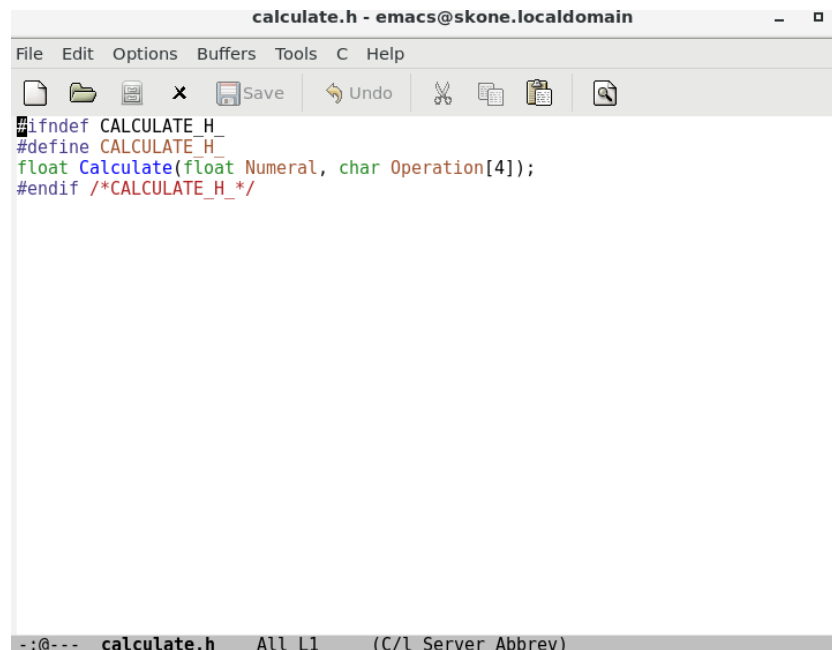 calculate.h - emacs@skone.localdomain
File Edit Options Buffers Tools C Help
Save Undo
#ifndef CALCULATE_H_
#define CALCULATE_H_
float Calculate(float Numeral, char Operation[4]);
#endif /*CALCULATE_H_*/
-:@--- calculate.h All L1 (C/l Server Abbrev)